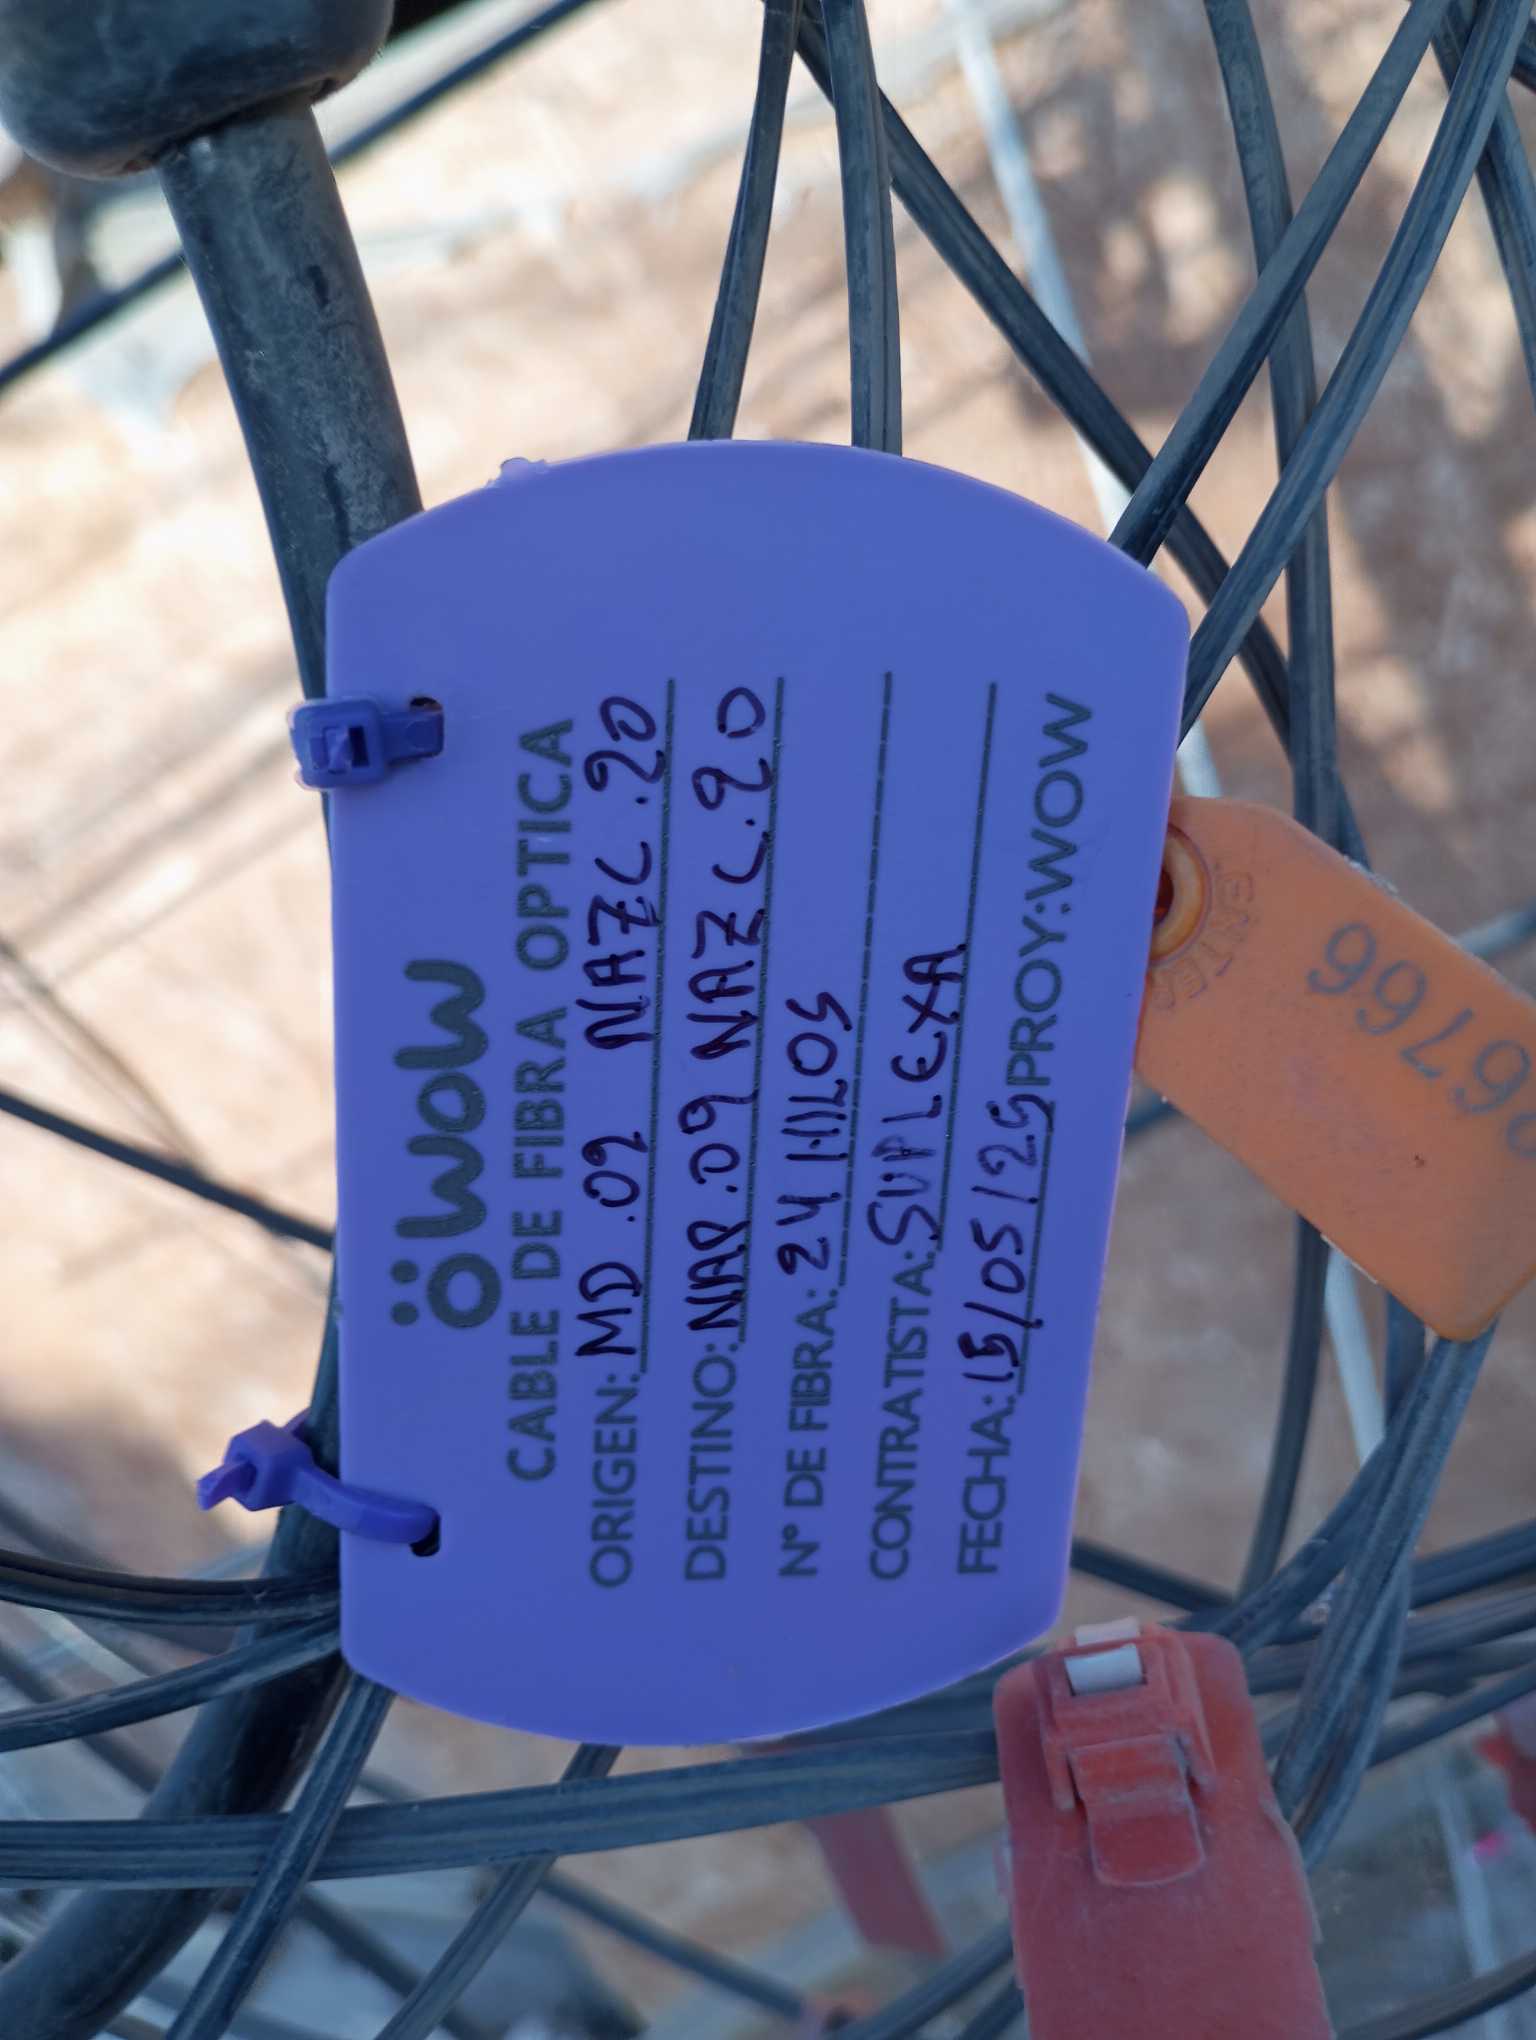 öwow
CABLE DE FIBRA OPTICA
ORIGEN: MD.09 NAZC.20
DESTINO: NAP.09 NAZC.20
N° DE FIBRA: 24 HILOS
CONTRATISTA: SUPLEXA
FECHA: 15/05/25 PROY:WOW
ENTEL